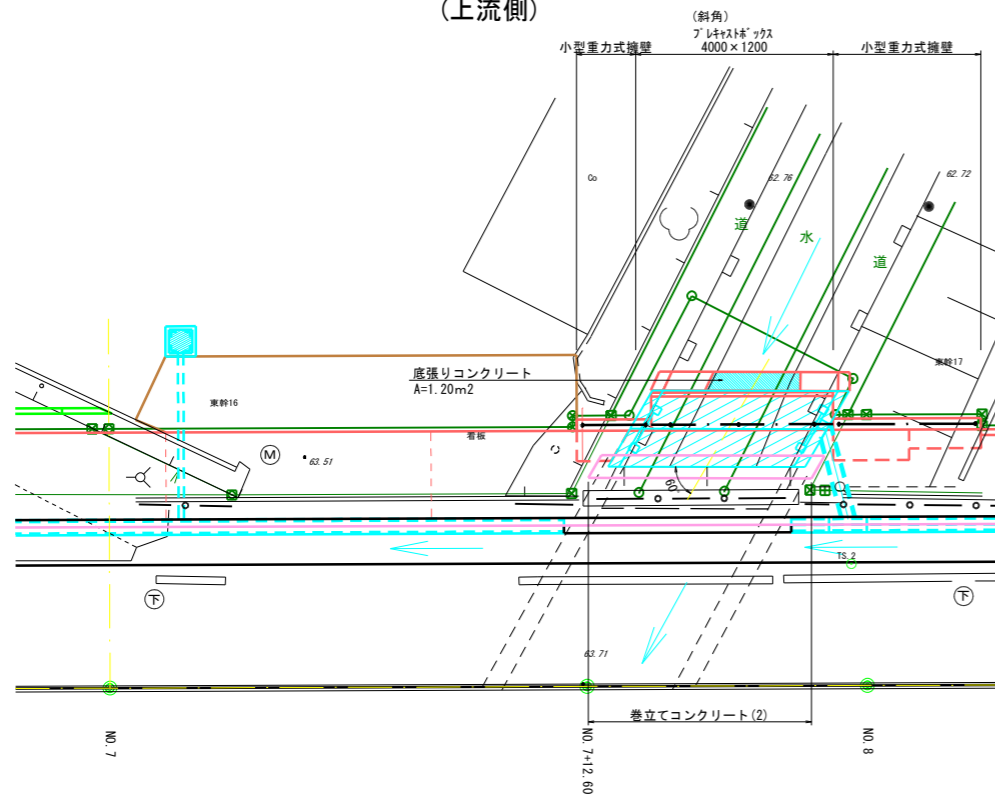 (上流側)
(斜角)
プレキャストボックス
小型重力式擁壁
4000×1200
小型重力式擁壁
Co
62.76
62.72
道
水
道
東幹17
底張りコンクリート
A=1.20m2
東幹16
看板
M
63.51
60°
TS.2
下
下
63.71
巻立てコンクリート(2)
NO.7
NO.7+12.60
NO.8